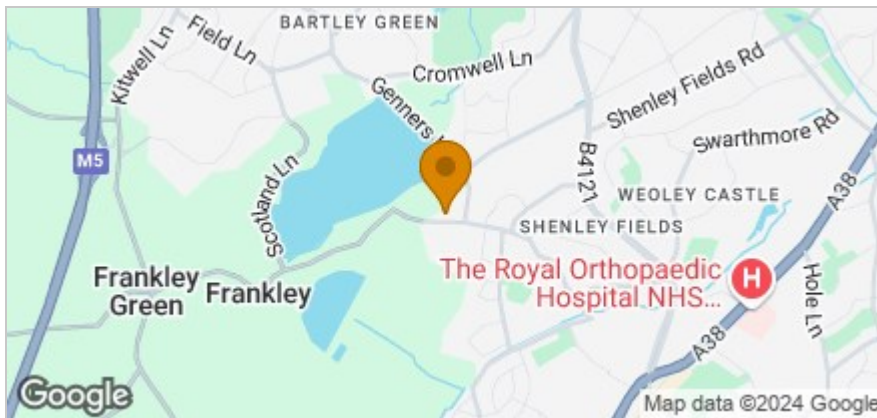 BARTLEY GREEN
Field Ln
Kitwell Ln
Cromwell Ln
Genners
Shenley Fields Rd
Swarthmore Rd
M5
B4121
A38
Scotland Ln
WEOLEY CASTLE
SHENLEY FIELDS
The Royal Orthopaedic
Hospital NHS...
H
Hole Ln
Frankley
Green
Frankley
A38
Google
Map data ©2024 Google